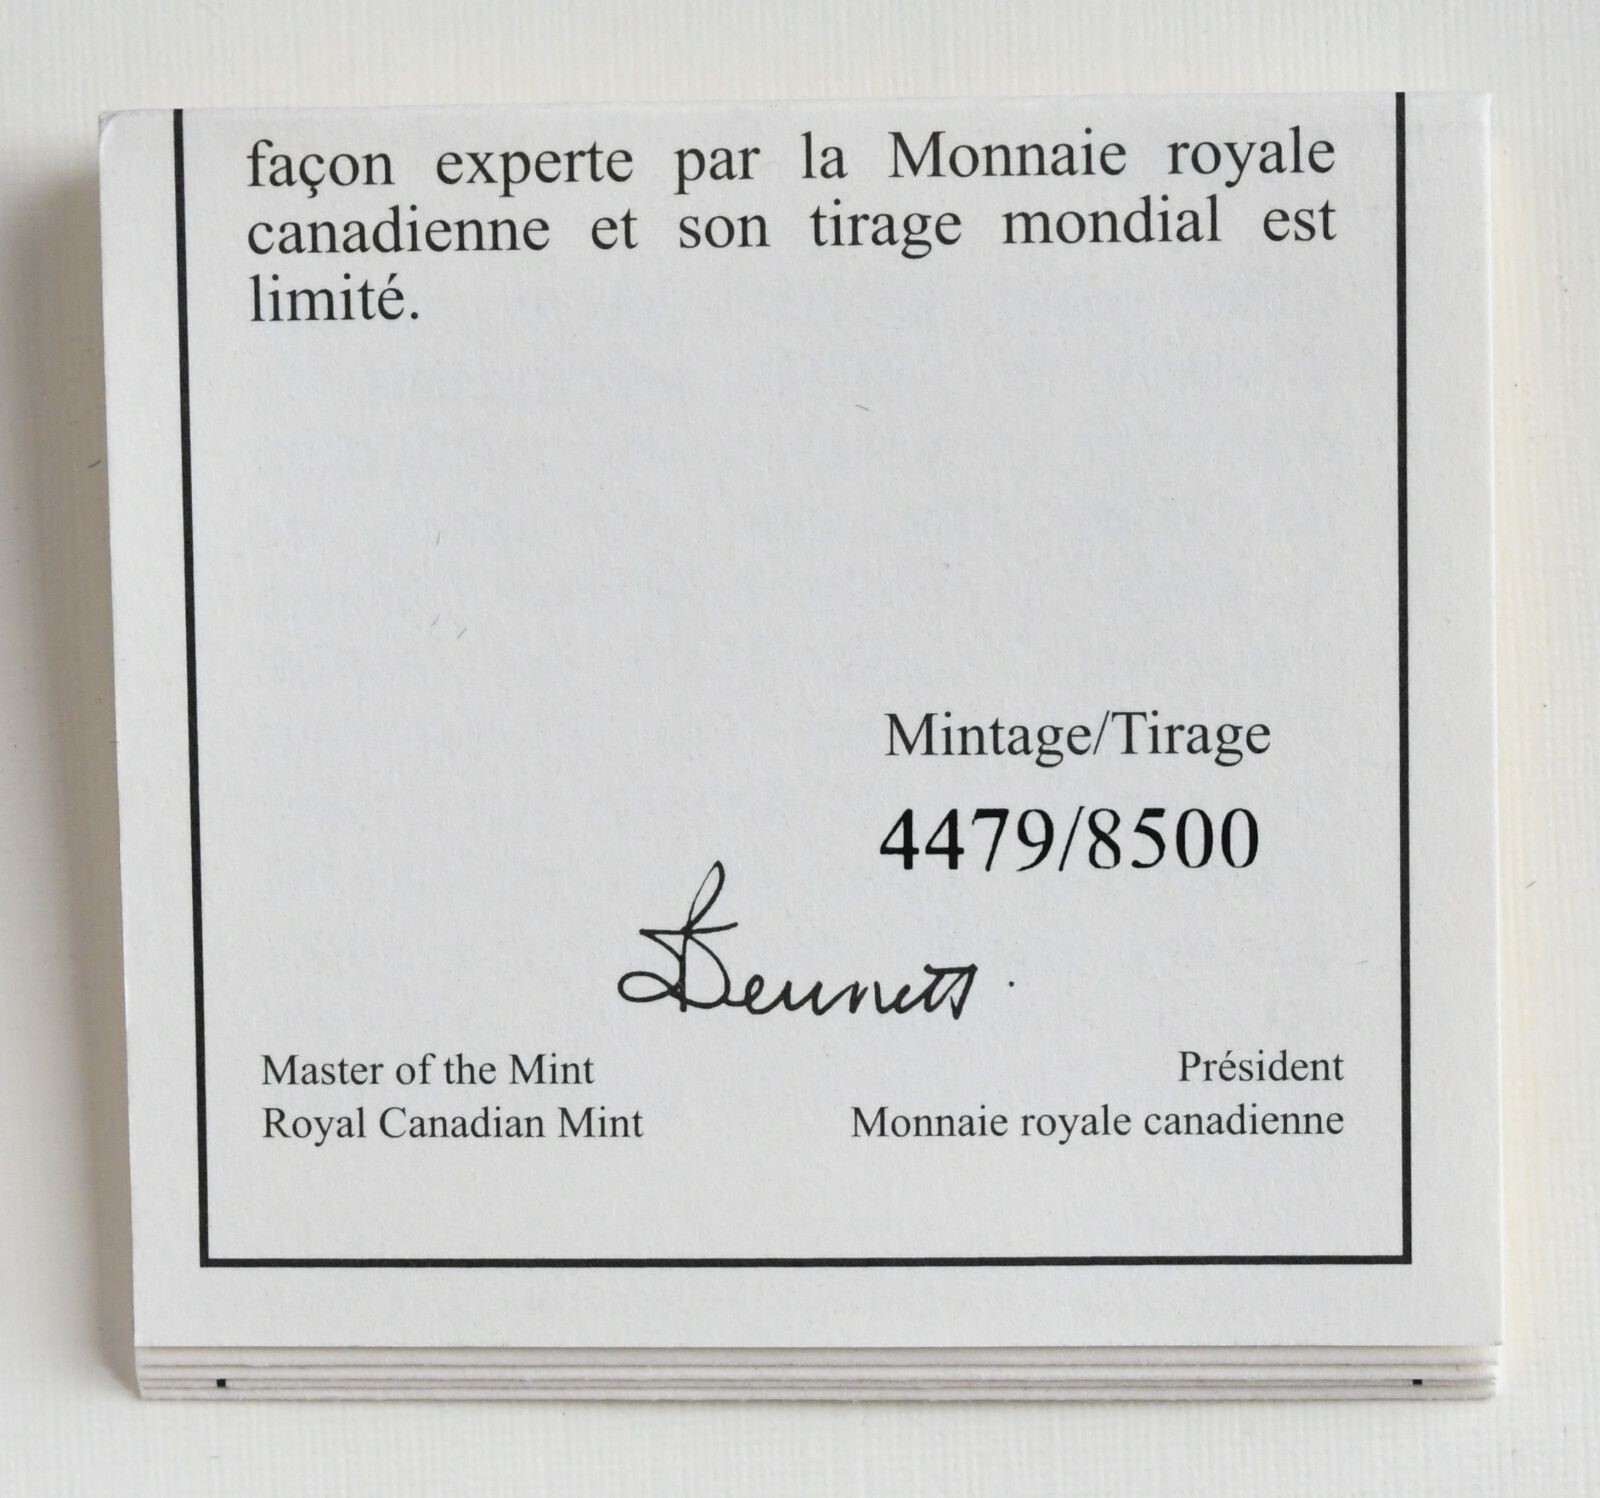 façon experte par la Monnaie royale
canadienne et son tirage mondial est
limité.
Mintage/Tirage
4479/8500
Bennett
Master of the Mint
Royal Canadian Mint
Président
Monnaie royale canadienne